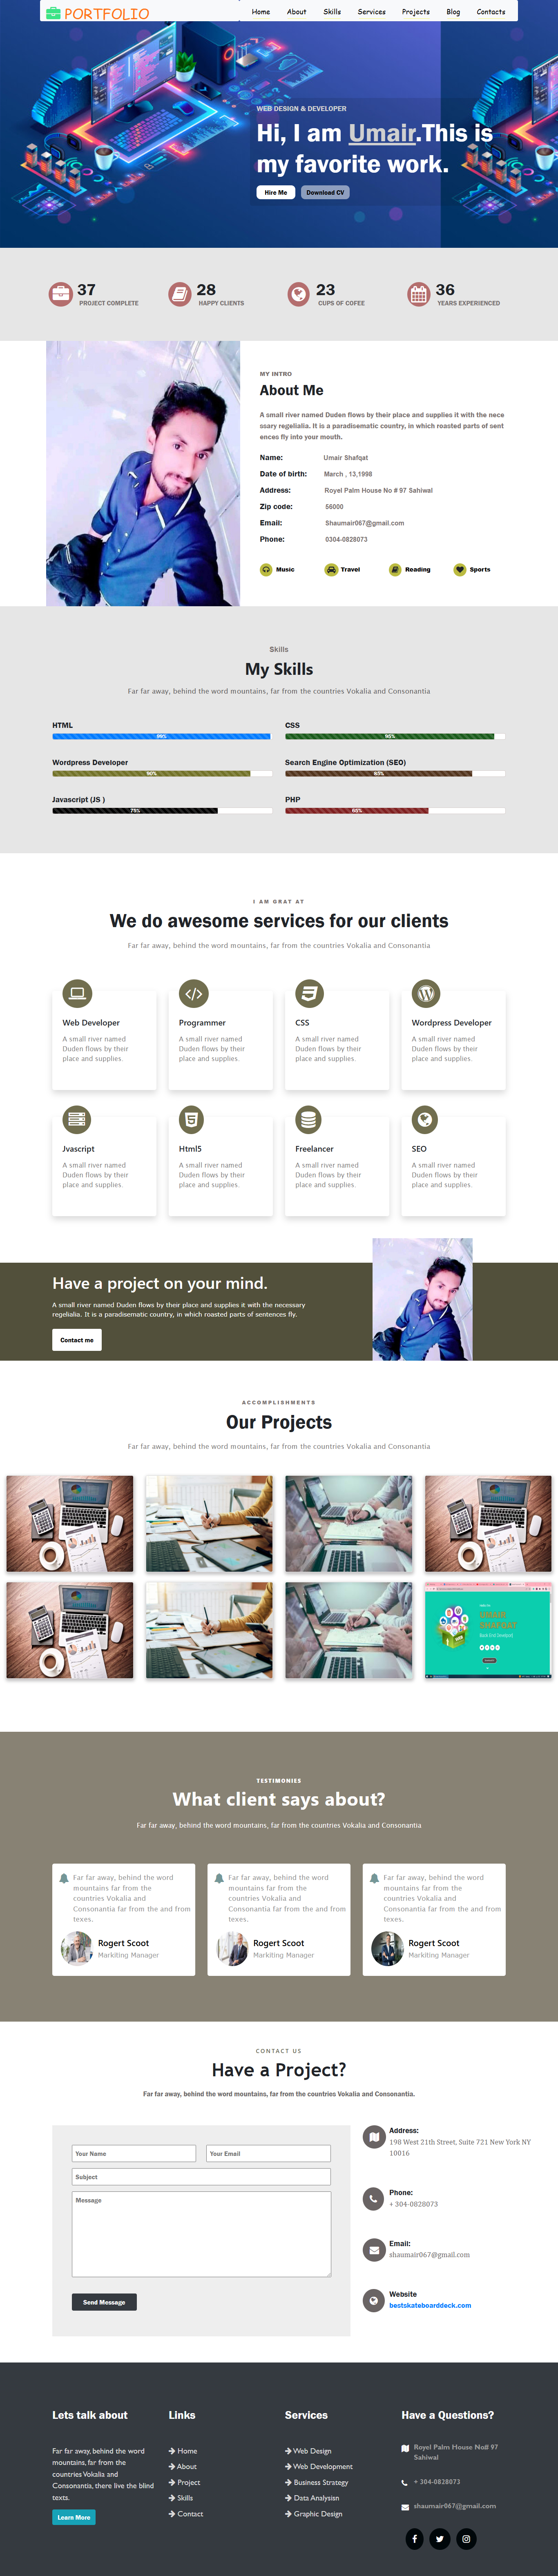 PORTFOLIO
Home About Skills Services Projects Blog Contacts
WEB DESIGN & DEVELOPER
Hi, I am Umair.This is
my favorite work.
Hire Me Download CV
37 28 23 36
PROJECT COMPLETE HAPPY CLIENTS CUPS OF COFEE YEARS EXPERIENCED
MY INTRO
About Me
A small river named Duden flows by their place and supplies it with the nece
ssary regelialia. It is a paradisematic country, in which roasted parts of sent
ences fly into your mouth.
Name: Umair Shafqat
Date of birth: March , 13,1998
Address: Royel Palm House No # 97 Sahiwal
Zip code: 56000
Email: Shaumair067@gmail.com
Phone: 0304-0828073
Music Travel Reading Sports
Skills
My Skills
Far far away, behind the word mountains, far from the countries Vokalia and Consonantia
HTML CSS
95%
Wordpress Developer Search Engine Optimization (SEO)
90% 85%
Javascript (JS ) PHP
75% 65%
I AM GRAT AT
We do awesome services for our clients
Far far away, behind the word mountains, far from the countries Vokalia and Consonantia
Web Developer Programmer CSS Wordpress Developer
A small river named A small river named A small river named A small river named
Duden flows by their Duden flows by their Duden flows by their Duden flows by their
place and supplies. place and supplies. place and supplies. place and supplies.
Jvascript Html5 Freelancer SEO
A small river named A small river named A small river named A small river named
Duden flows by their Duden flows by their Duden flows by their Duden flows by their
place and supplies. place and supplies. place and supplies. place and supplies.
Have a project on your mind.
A small river named Duden flows by their place and supplies it with the necessary
regelialia. It is a paradisematic country, in which roasted parts of sentences fly.
Contact me
ACCOMPLISHMENTS
Our Projects
Far far away, behind the word mountains, far from the countries Vokalia and Consonantia
TESTIMONIES
What client says about?
Far far away, behind the word mountains, far from the countries Vokalia and Consonantia
Far far away, behind the word Far far away, behind the word Far far away, behind the word
mountains far from the mountains far from the mountains far from the
countries Vokalia and countries Vokalia and countries Vokalia and
Consonantia far from the and from Consonantia far from the and from Consonantia far from the and from
texes. texes. texes.
Rogert Scoot Rogert Scoot Rogert Scoot
Markiting Manager Markiting Manager Markiting Manager
CONTACT US
Have a Project?
Far far away, behind the word mountains, far from the countries Vokalia and Consonantia.
Your Name Your Email
Subject
Message
Send Message
Address:
198 West 21th Street, Suite 721 New York NY
10016
Phone:
+ 304-0828073
Email:
shaumair067@gmail.com
Website
bestskateboarddeck.com
Lets talk about
Far far away, behind the word
mountains, far from the
countries Vokalia and
Consonantia, there live the blind
texts.
Learn More
Links
Home
About
Project
Skills
Contact
Services
Web Design
Web Development
Business Strategy
Data Analysisn
Graphic Design
Have a Questions?
Royel Palm House No# 97
Sahiwal
+ 304-0828073
shaumair067@gmail.com